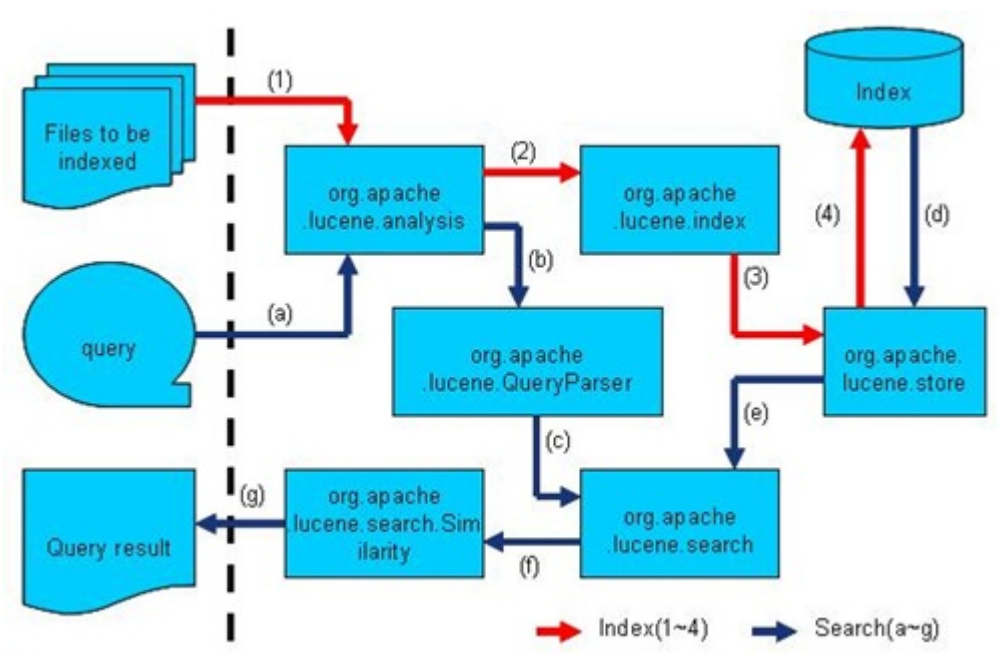 (1)
Index
Files to be
indexed
(2)
org.apache
.lucene.analysis
org.apache
.lucene.index
(4)
(d)
(b)
(3)
(a)
query
org.apache
.lucene.QueryParser
org.apache.
lucene.store
(c)
(e)
(g)
Query result
org.apache
.lucene.search.Sim
ilarity
(f)
org.apache
.lucene.search
Index(1~4)
Search(a~g)